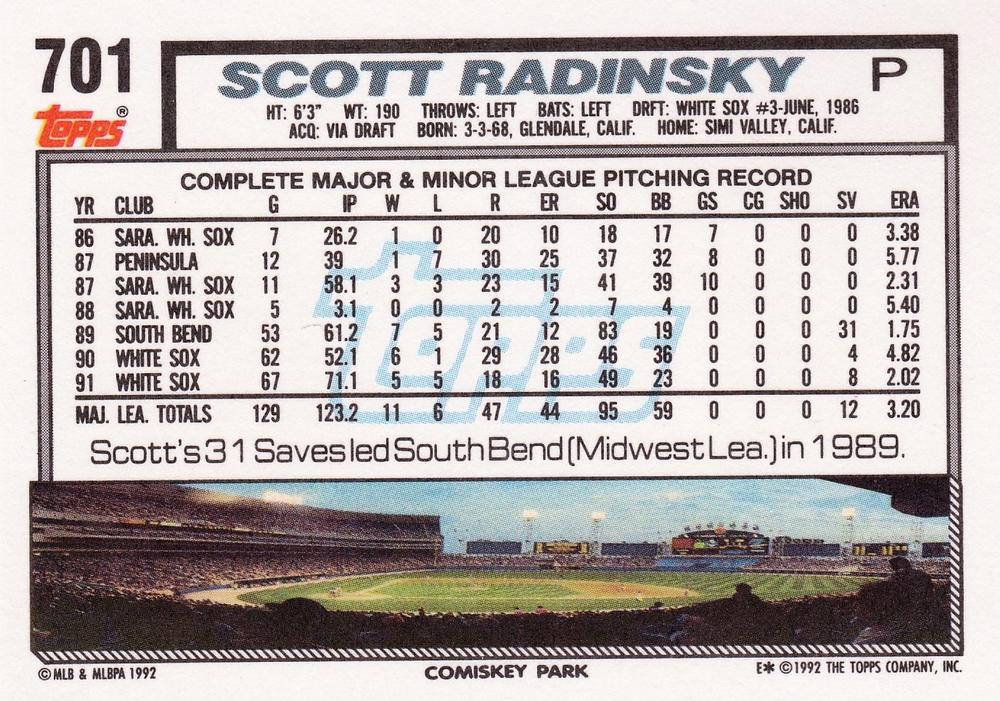 701
topps®
SCOTT RADINSKY P
HT: 6'3" WT: 190 THROWS: LEFT BATS: LEFT DRFT: WHITE SOX #3-JUNE, 1986
ACQ: VIA DRAFT BORN: 3-3-68, GLENDALE, CALIF. HOME: SIMI VALLEY, CALIF.
COMPLETE MAJOR & MINOR LEAGUE PITCHING RECORD
YR CLUB G IP W L R ER SO BB GS CG SHO SV ERA
86 SARA. WH. SOX 7 26.2 1 0 20 10 18 17 7 0 0 0 3.38
87 PENINSULA 12 39 1 7 30 25 37 32 8 0 0 0 5.77
87 SARA. WH. SOX 11 58.1 3 3 23 15 41 39 10 0 0 0 2.31
88 SARA. WH. SOX 5 3.1 0 0 2 2 7 4 0 0 0 0 5.40
89 SOUTH BEND 53 61.2 7 5 21 12 83 19 0 0 0 31 1.75
90 WHITE SOX 62 52.1 6 1 29 28 46 36 0 0 0 4 4.82
91 WHITE SOX 67 71.1 5 5 18 16 49 23 0 0 0 8 2.02
MAJ. LEA. TOTALS 129 123.2 11 6 47 44 95 59 0 0 0 12 3.20
topps
Scott's 31 Saves led South Bend (Midwest Lea.) in 1989.
© MLB & MLBPA 1992
COMISKEY PARK
E* © 1992 THE TOPPS COMPANY, INC.